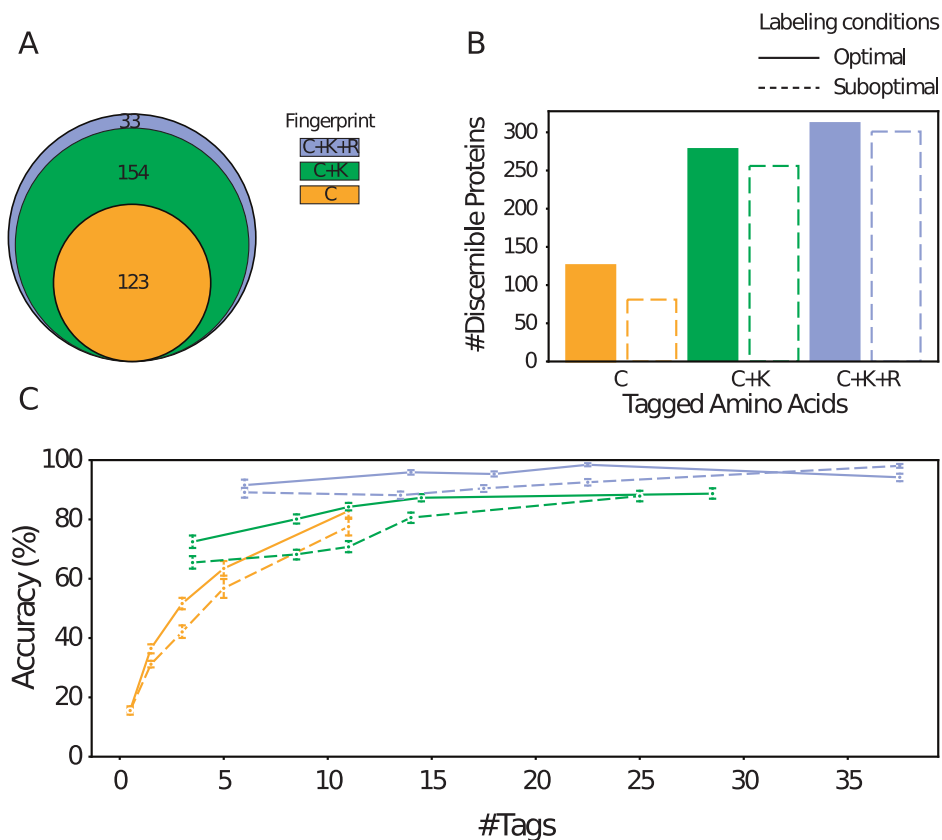 A
33
154
123
Fingerprint
C+K+R
C+K
C
B
Labeling conditions
Optimal
Suboptimal
#Discernible Proteins
300
250
200
150
100
50
0
C C+K C+K+R
Tagged Amino Acids
C
Accuracy (%)
100
80
60
40
20
0
0 5 10 15 20 25 30 35
#Tags